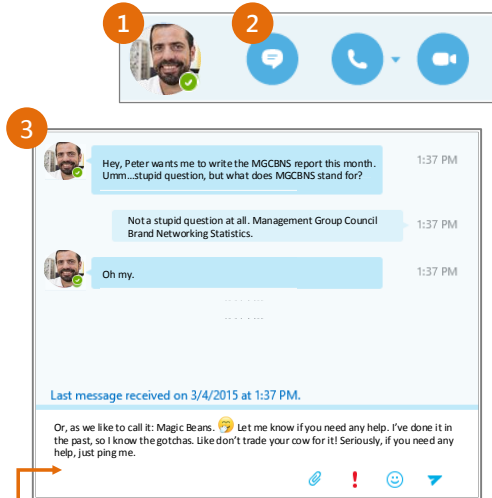 1
2
3
Hey, Peter wants me to write the MGCBNS report this month.
Umm...stupid question, but what does MGCBNS stand for?
1:37 PM
Not a stupid question at all. Management Group Council
Brand Networking Statistics.
1:37 PM
Oh my.
1:37 PM
Last message received on 3/4/2015 at 1:37 PM.
Or, as we like to call it: Magic Beans. Let me know if you need any help. I've done it in
the past, so I know the gotchas. Like don't trade your cow for it! Seriously, if you need any
help, just ping me.